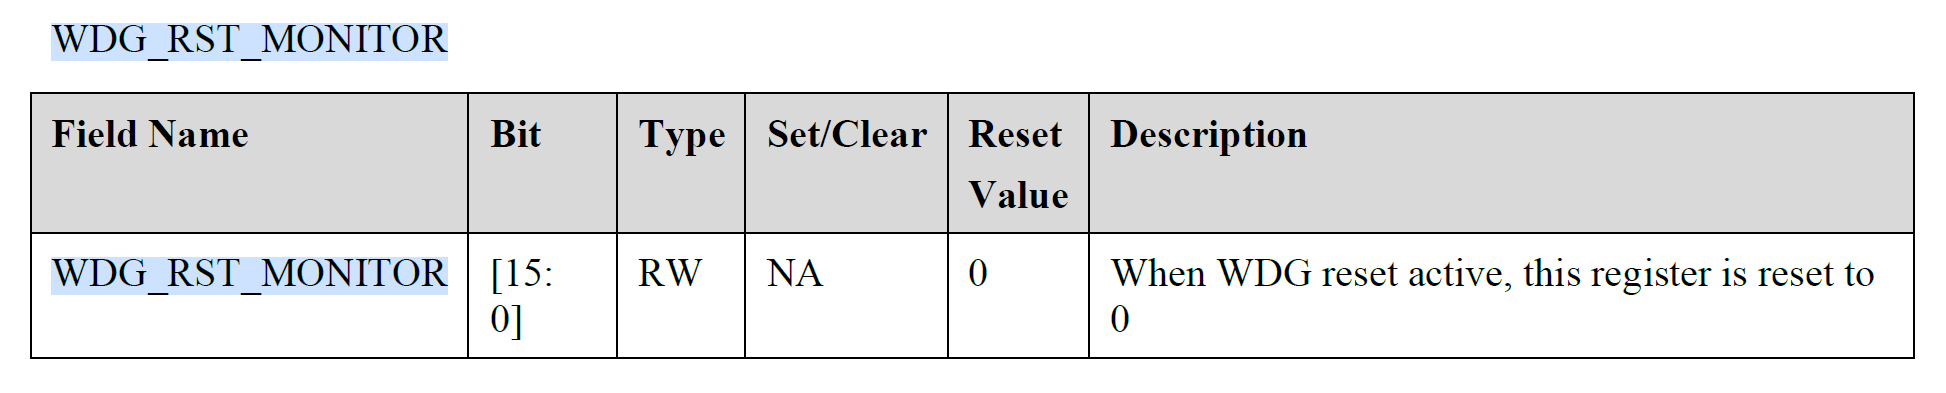 WDG_RST_MONITOR
Field Name Bit Type Set/Clear Reset Description
Value
WDG_RST_MONITOR [15: RW NA 0 When WDG reset active, this register is reset to
0] 0